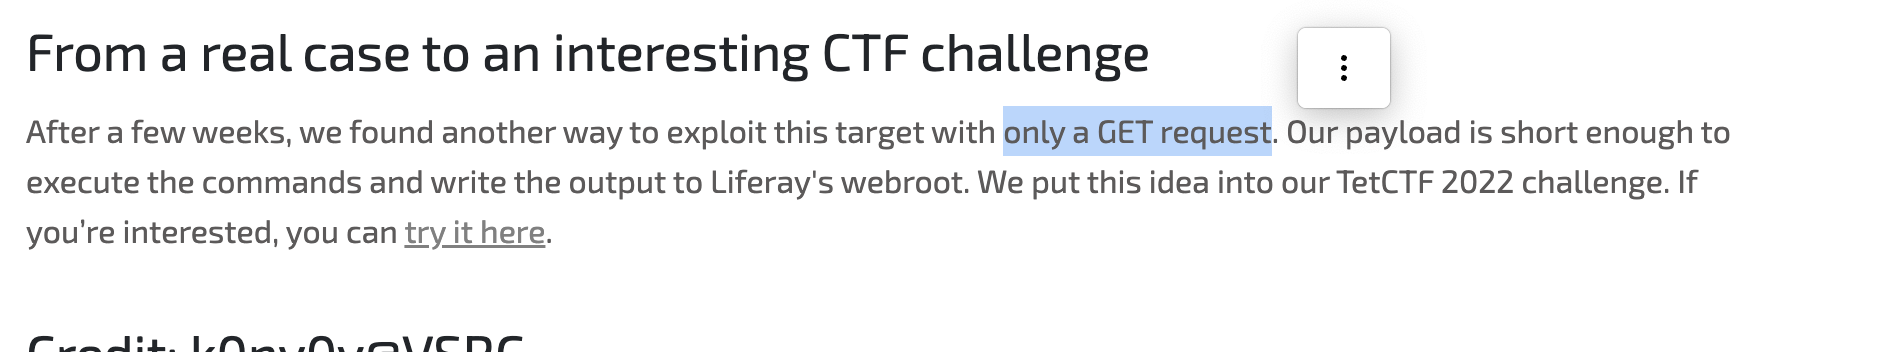 From a real case to an interesting CTF challenge
After a few weeks, we found another way to exploit this target with only a GET request. Our payload is short enough to
execute the commands and write the output to Liferay's webroot. We put this idea into our TetCTF 2022 challenge. If
you’re interested, you can try it here.